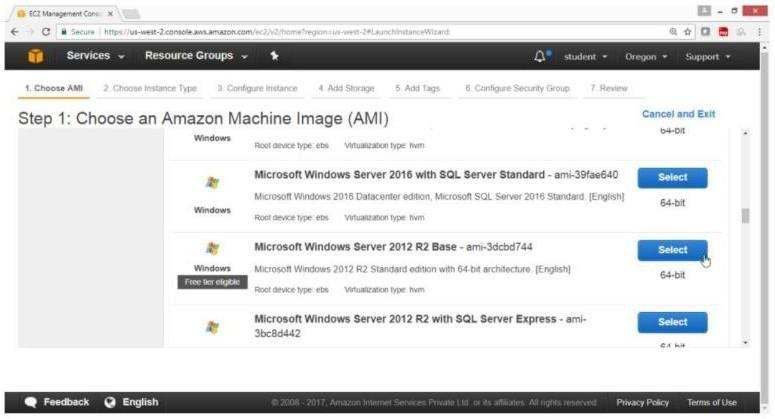 EC2 Management Conso
Secure https://us-west-2.console.aws.amazon.com/ec2/v2/home?region=us-west-2#LaunchInstanceWizard:
Services Resource Groups student Oregon Support
1. Choose AMI 2. Choose Instance Type 3. Configure Instance 4. Add Storage 5. Add Tags 6. Configure Security Group 7. Review
Step 1: Choose an Amazon Machine Image (AMI) Cancel and Exit
Windows 64-bit
Root device type: ebs Virtualization type: hvm
Microsoft Windows Server 2016 with SQL Server Standard - ami-39fae640 Select
Microsoft Windows 2016 Datacenter edition, Microsoft SQL Server 2016 Standard. [English] 64-bit
Windows
Root device type: ebs Virtualization type: hvm
Microsoft Windows Server 2012 R2 Base - ami-3dcbd744 Select
Windows Microsoft Windows 2012 R2 Standard edition with 64-bit architecture. [English] 64-bit
Free tier eligible
Root device type: ebs Virtualization type: hvm
Microsoft Windows Server 2012 R2 with SQL Server Express - ami-3bc8d442 Select
64-bit
Feedback English © 2008 - 2017, Amazon Internet Services Private Ltd. or its affiliates. All rights reserved. Privacy Policy Terms of Use